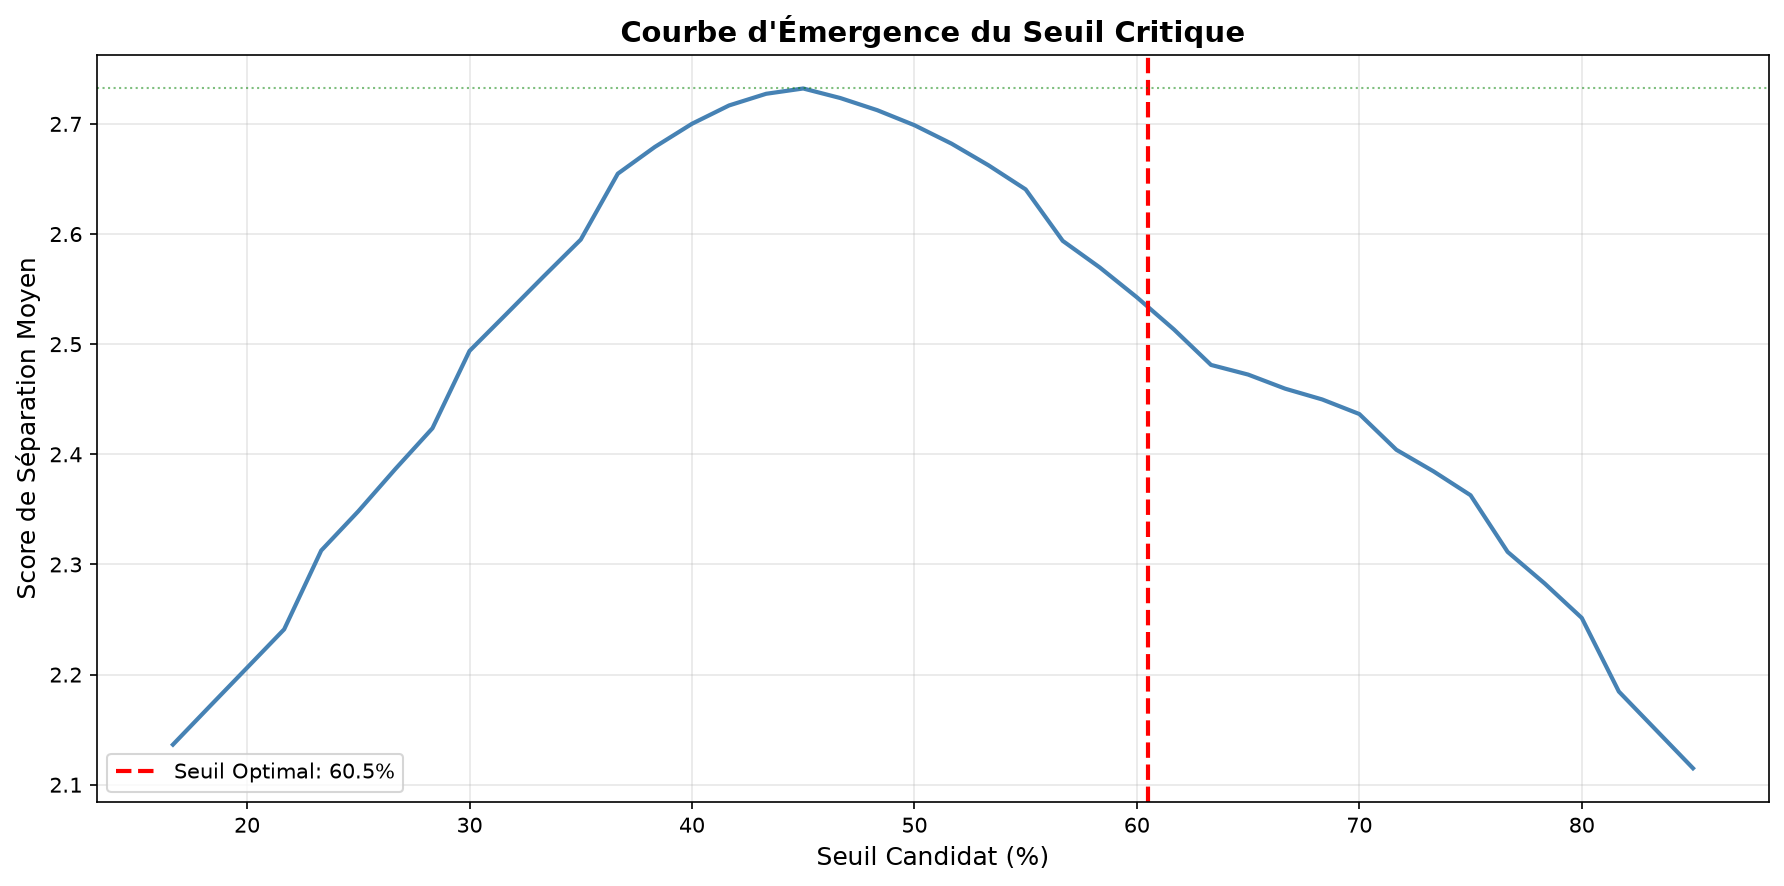 Courbe d'Émergence du Seuil Critique
Score de Séparation Moyen
2.7
2.6
2.5
2.4
2.3
2.2
2.1
Seuil Optimal: 60.5%
20 30 40 50 60 70 80
Seuil Candidat (%)